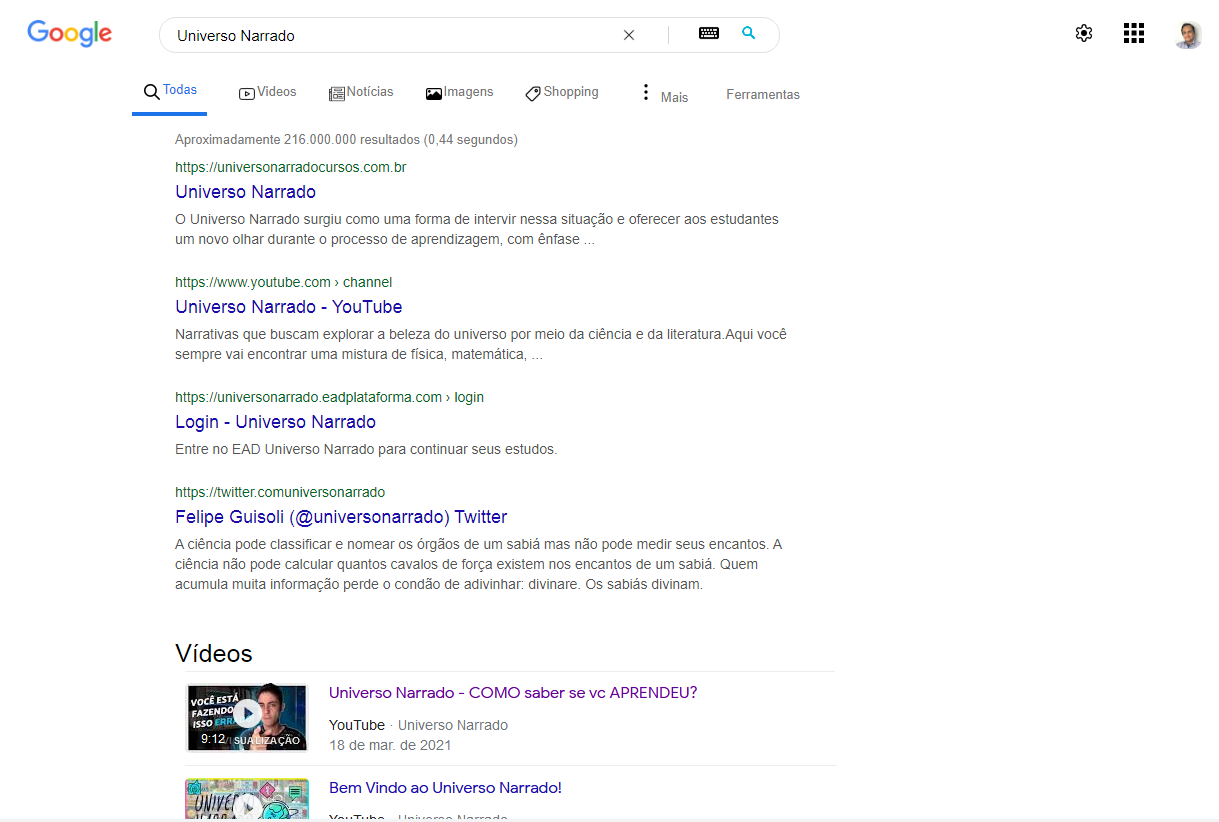 Google
Universo Narrado
Todas
Videos
Notícias
Imagens
Shopping
Mais
Ferramentas
Aproximadamente 216.000.000 resultados (0,44 segundos)
https://universonarradocursos.com.br
Universo Narrado
O Universo Narrado surgiu como uma forma de intervir nessa situação e oferecer aos estudantes
um novo olhar durante o processo de aprendizagem, com ênfase ...
https://www.youtube.com › channel
Universo Narrado - YouTube
Narrativas que buscam explorar a beleza do universo por meio da ciência e da literatura.Aqui você
sempre vai encontrar uma mistura de física, matemática, ...
https://universonarrado.eadplataforma.com › login
Login - Universo Narrado
Entre no EAD Universo Narrado para continuar seus estudos.
https://twitter.comuniversonarrado
Felipe Guisoli (@universonarrado) Twitter
A ciência pode classificar e nomear os órgãos de um sabiá mas não pode medir seus encantos. A
ciência não pode calcular quantos cavalos de força existem nos encantos de um sabiá. Quem
acumula muita informação perde o condão de adivinhar: divinare. Os sabiás divinam.
Vídeos
VOCÊ ESTÁ
FAZENDO
ISSO ERRA
9:12
SUALIZAÇÃO
Universo Narrado - COMO saber se vc APRENDEU?
YouTube · Universo Narrado
18 de mar. de 2021
Bem Vindo ao Universo Narrado!
YouTube · Universo Narrado